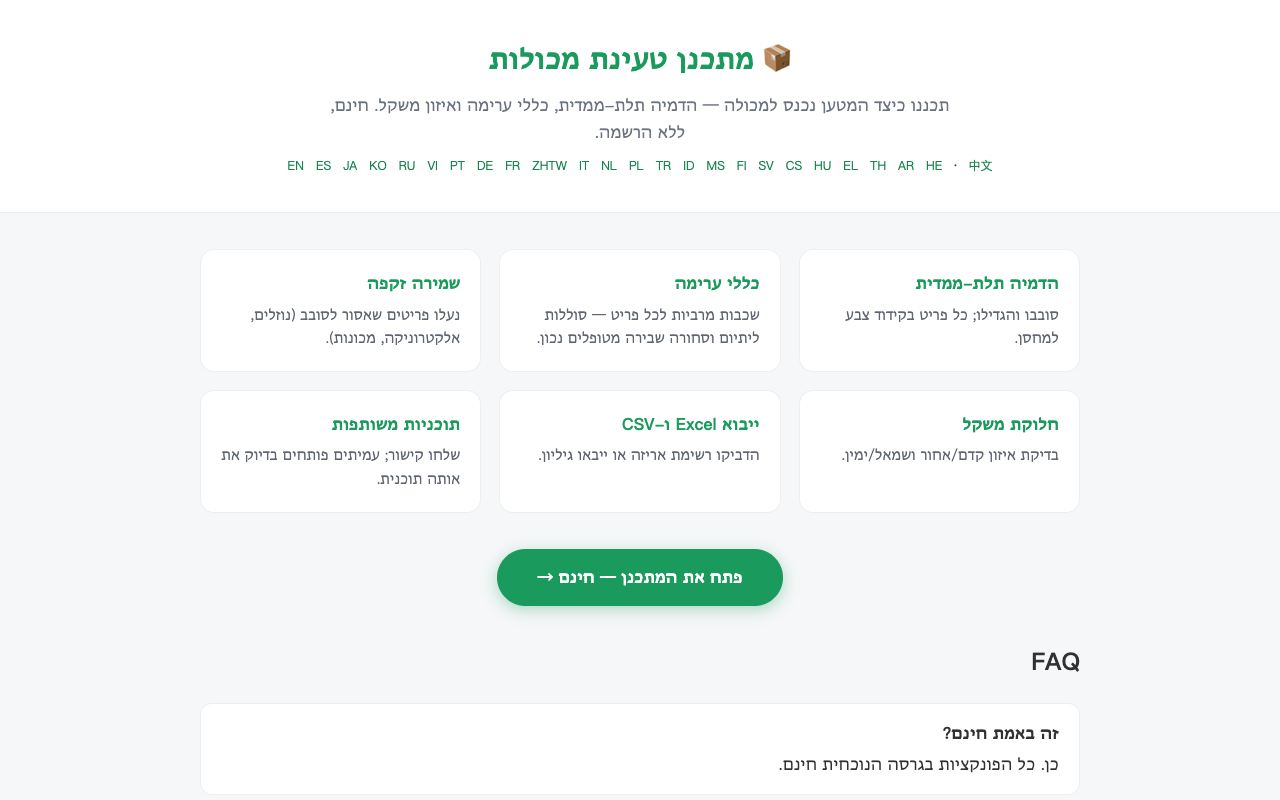 📦 מתכנן טעינת מכולות
תכננו כיצד המטען נכנס למכולה — הדמיה תלת-ממדית, כללי ערימה ואיזון משקל. חינם,
ללא הרשמה.
EN ES JA KO RU VI PT DE FR ZHTW IT NL PL TR ID MS FI SV CS HU EL TH AR HE · 中文
הדמיה תלת-ממדית
סובבו והגדילו; כל פריט בקידוד צבע
למחסן.
כללי ערימה
שכבות מרביות לכל פריט — סוללות
ליתיום וסחורה שבירה מטופלים נכון.
שמירה זקפה
נעלו פריטים שאסור לסובב (נוזלים,
אלקטרוניקה, מכונות).
חלוקת משקל
בדיקת איזון קדם/אחור ושמאל/ימין.
ייבוא Excel ו-CSV
הדביקו רשימת אריזה או ייבאו גיליון.
תוכניות משותפות
שלחו קישור; עמיתים פותחים בדיוק את
אותה תוכנית.
פתח את המתכנן — חינם →
FAQ
זה באמת חינם?
כן. כל הפונקציות בגרסה הנוכחית חינם.